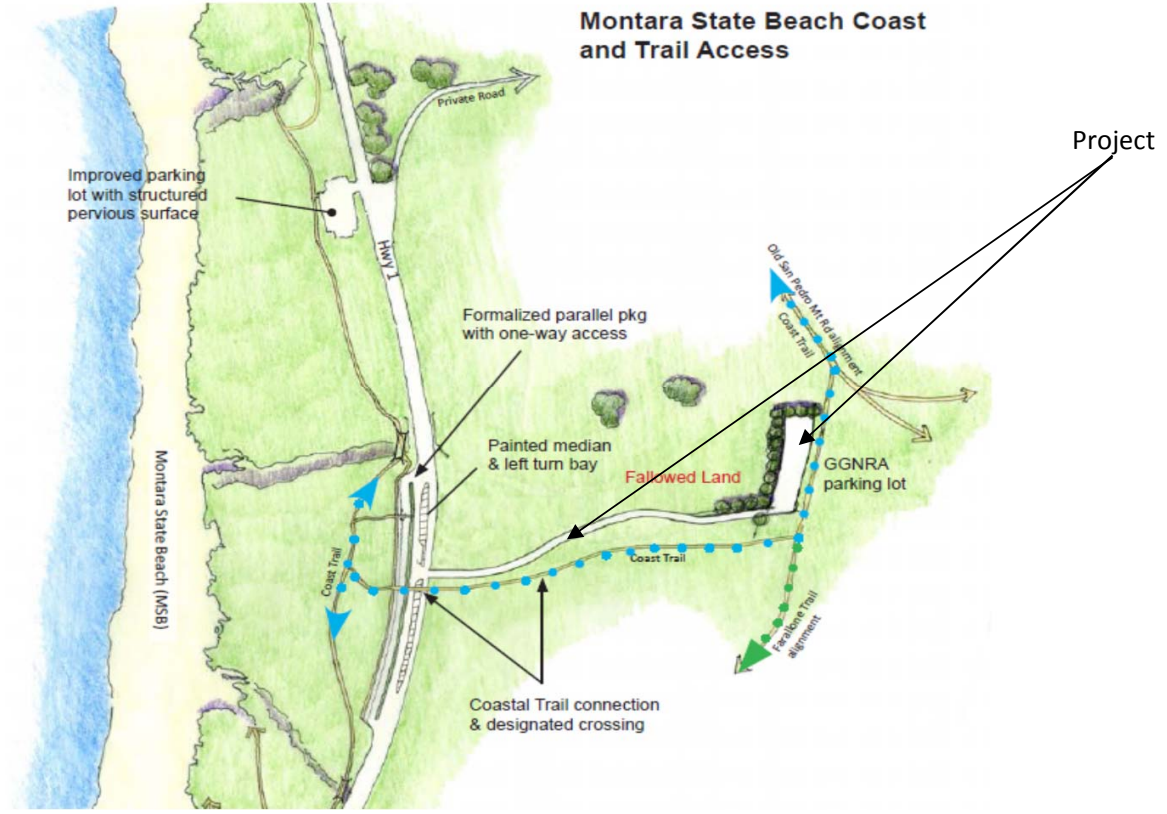 Montara State Beach Coast
and Trail Access
Project
Private Road
Improved parking
lot with structured
pervious surface
Hwy 1
Old San Pedro Mt Rd alignment
Coast Trail
Formalized parallel pkg
with one-way access
Painted median
& left turn bay
Fallowed Land
GGNRA
parking lot
Montara State Beach (MSB)
Coast Trail
Coast Trail
Farallone Trail
alignment
Coastal Trail connection
& designated crossing